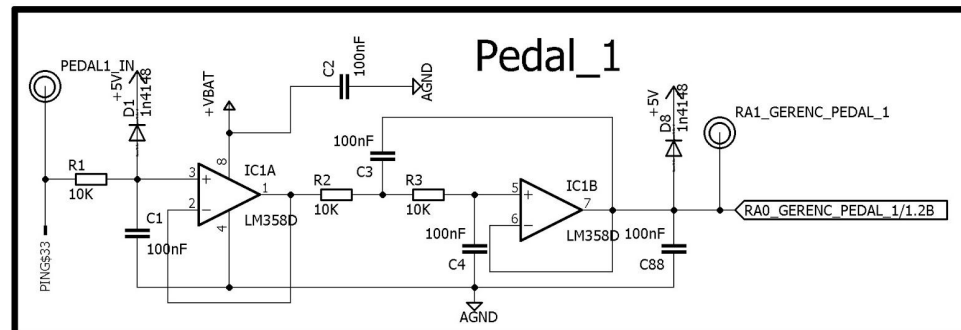 Pedal_1
PEDAL1_IN
+5V
D1
1n4148
R1
10K
PING$33
C1
100nF
+VBAT
C2
100nF
AGND
3
2
8
4
1
IC1A
LM358D
R2
10K
100nF
C3
R3
10K
100nF
C4
5
6
7
IC1B
LM358D
AGND
+5V
D8
1n4148
100nF
C88
RA1_GERENC_PEDAL_1
RA0_GERENC_PEDAL_1/1.2B